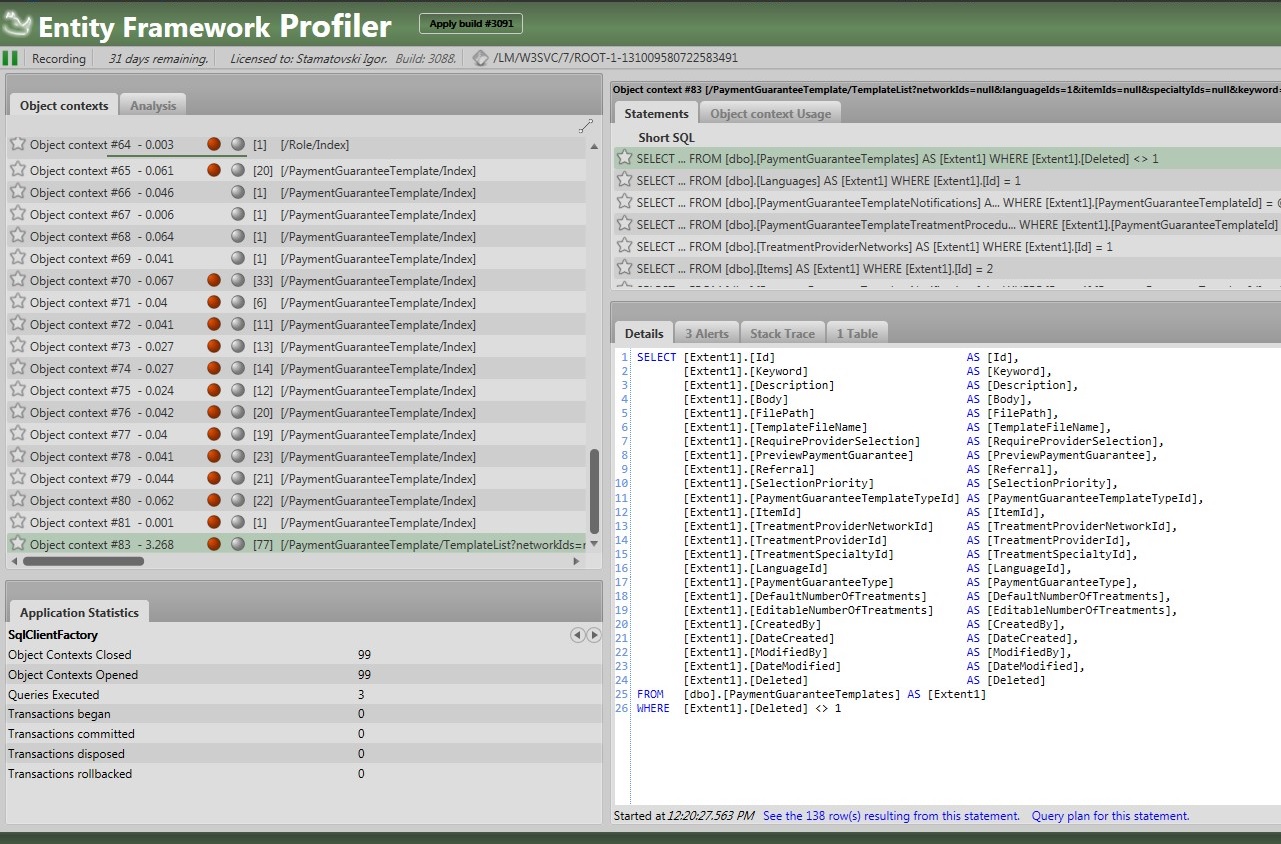 Entity Framework Profiler
Apply build #3091
Recording 31 days remaining. Licensed to: Stamatovski Igor. Build: 3088. /LM/W3SVC/7/ROOT-1-131009580722583491
Object contexts Analysis
Object context #64 - 0.003 [1] [/Role/Index]
Object context #65 - 0.061 [20] [/PaymentGuaranteeTemplate/Index]
Object context #66 - 0.046 [1] [/PaymentGuaranteeTemplate/Index]
Object context #67 - 0.006 [1] [/PaymentGuaranteeTemplate/Index]
Object context #68 - 0.064 [1] [/PaymentGuaranteeTemplate/Index]
Object context #69 - 0.041 [1] [/PaymentGuaranteeTemplate/Index]
Object context #70 - 0.067 [33] [/PaymentGuaranteeTemplate/Index]
Object context #71 - 0.04 [6] [/PaymentGuaranteeTemplate/Index]
Object context #72 - 0.041 [11] [/PaymentGuaranteeTemplate/Index]
Object context #73 - 0.027 [13] [/PaymentGuaranteeTemplate/Index]
Object context #74 - 0.027 [14] [/PaymentGuaranteeTemplate/Index]
Object context #75 - 0.024 [12] [/PaymentGuaranteeTemplate/Index]
Object context #76 - 0.042 [20] [/PaymentGuaranteeTemplate/Index]
Object context #77 - 0.04 [19] [/PaymentGuaranteeTemplate/Index]
Object context #78 - 0.041 [23] [/PaymentGuaranteeTemplate/Index]
Object context #79 - 0.044 [21] [/PaymentGuaranteeTemplate/Index]
Object context #80 - 0.062 [22] [/PaymentGuaranteeTemplate/Index]
Object context #81 - 0.001 [1] [/PaymentGuaranteeTemplate/Index]
Object context #83 - 3.268 [77] [/PaymentGuaranteeTemplate/TemplateList?networkIds=
Application Statistics
SqlClientFactory
Object Contexts Closed 99
Object Contexts Opened 99
Queries Executed 3
Transactions began 0
Transactions committed 0
Transactions disposed 0
Transactions rollbacked 0
Object context #83 [/PaymentGuaranteeTemplate/TemplateList?networkIds=null&languageIds=1&itemIds=null&specialtyIds=null&keyword=
Statements Object context Usage
Short SQL
SELECT ... FROM [dbo].[PaymentGuaranteeTemplates] AS [Extent1] WHERE [Extent1].[Deleted] <> 1
SELECT ... FROM [dbo].[Languages] AS [Extent1] WHERE [Extent1].[Id] = 1
SELECT ... FROM [dbo].[PaymentGuaranteeTemplateNotifications] A... WHERE [Extent1].[PaymentGuaranteeTemplateId] = @
SELECT ... FROM [dbo].[PaymentGuaranteeTemplateTreatmentProcedu... WHERE [Extent1].[PaymentGuaranteeTemplateId]
SELECT ... FROM [dbo].[TreatmentProviderNetworks] AS [Extent1] WHERE [Extent1].[Id] = 1
SELECT ... FROM [dbo].[Items] AS [Extent1] WHERE [Extent1].[Id] = 2
Details 3 Alerts Stack Trace 1 Table
1 SELECT [Extent1].[Id] AS [Id],
2 [Extent1].[Keyword] AS [Keyword],
3 [Extent1].[Description] AS [Description],
4 [Extent1].[Body] AS [Body],
5 [Extent1].[FilePath] AS [FilePath],
6 [Extent1].[TemplateFileName] AS [TemplateFileName],
7 [Extent1].[RequireProviderSelection] AS [RequireProviderSelection],
8 [Extent1].[PreviewPaymentGuarantee] AS [PreviewPaymentGuarantee],
9 [Extent1].[Referral] AS [Referral],
10 [Extent1].[SelectionPriority] AS [SelectionPriority],
11 [Extent1].[PaymentGuaranteeTemplateTypeId] AS [PaymentGuaranteeTemplateTypeId],
12 [Extent1].[ItemId] AS [ItemId],
13 [Extent1].[TreatmentProviderNetworkId] AS [TreatmentProviderNetworkId],
14 [Extent1].[TreatmentProviderId] AS [TreatmentProviderId],
15 [Extent1].[TreatmentSpecialtyId] AS [TreatmentSpecialtyId],
16 [Extent1].[LanguageId] AS [LanguageId],
17 [Extent1].[PaymentGuaranteeType] AS [PaymentGuaranteeType],
18 [Extent1].[DefaultNumberOfTreatments] AS [DefaultNumberOfTreatments],
19 [Extent1].[EditableNumberOfTreatments] AS [EditableNumberOfTreatments],
20 [Extent1].[CreatedBy] AS [CreatedBy],
21 [Extent1].[DateCreated] AS [DateCreated],
22 [Extent1].[ModifiedBy] AS [ModifiedBy],
23 [Extent1].[DateModified] AS [DateModified],
24 [Extent1].[Deleted] AS [Deleted]
25 FROM [dbo].[PaymentGuaranteeTemplates] AS [Extent1]
26 WHERE [Extent1].[Deleted] <> 1
Started at 12:20:27.563 PM See the 138 row(s) resulting from this statement. Query plan for this statement.